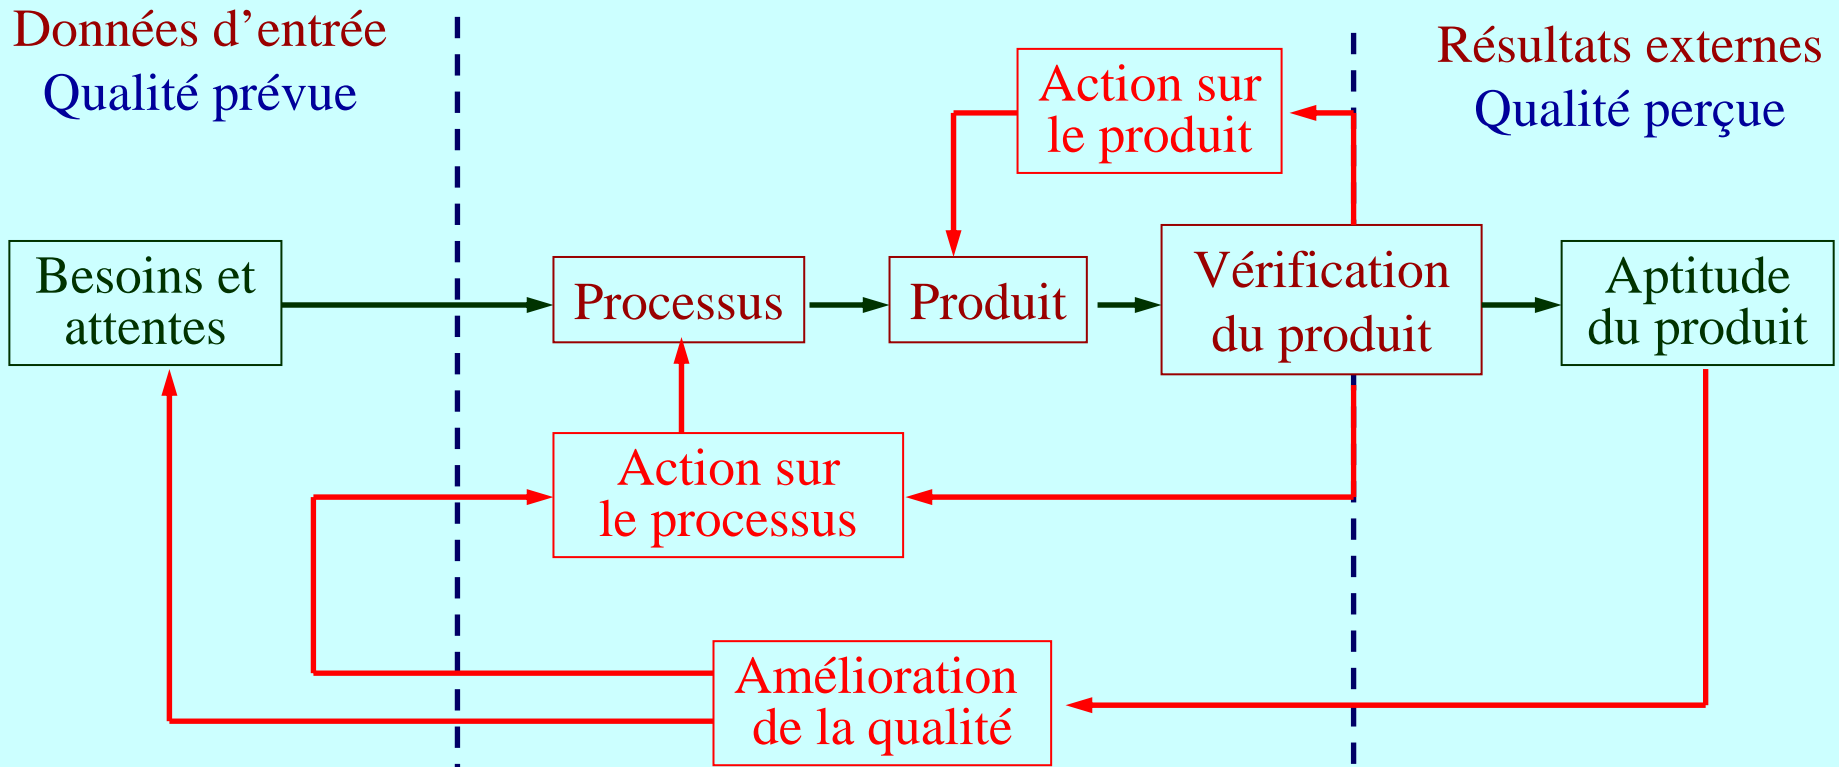 Données d’entrée
Qualité prévue
Résultats externes
Qualité perçue
Action sur
le produit
Besoins et
attentes
Processus
Produit
Vérification
du produit
Aptitude
du produit
Action sur
le processus
Amélioration
de la qualité